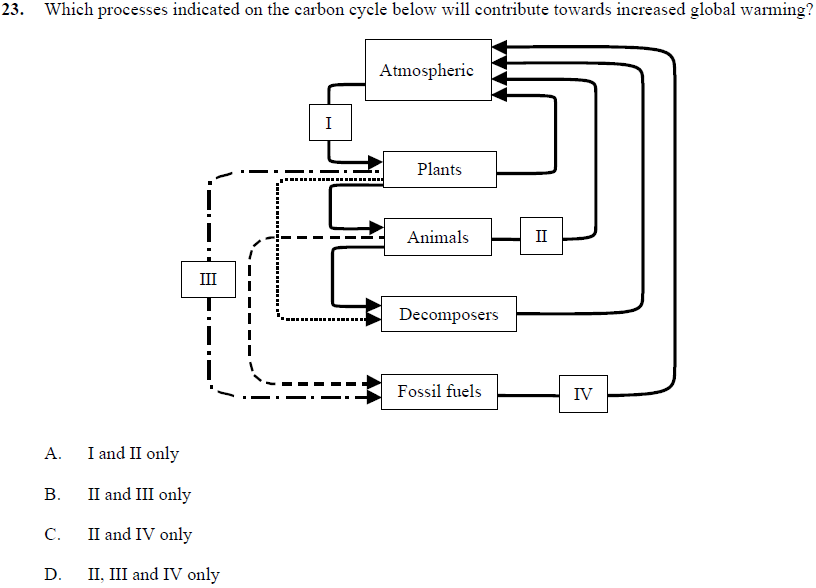 23. Which processes indicated on the carbon cycle below will contribute towards increased global warming?
Atmospheric
I
Plants
Animals
II
III
Decomposers
Fossil fuels
IV
A. I and II only
B. II and III only
C. II and IV only
D. II, III and IV only